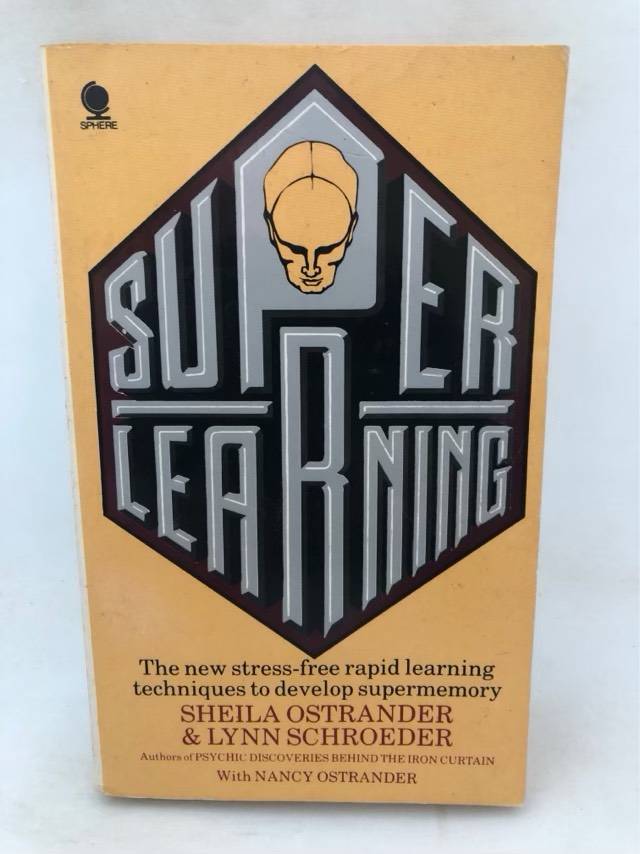 SPHERE
SUPER
LEARNING
The new stress-free rapid learning
techniques to develop supermemory
SHEILA OSTRANDER
& LYNN SCHROEDER
Authors of PSYCHIC DISCOVERIES BEHIND THE IRON CURTAIN
With NANCY OSTRANDER